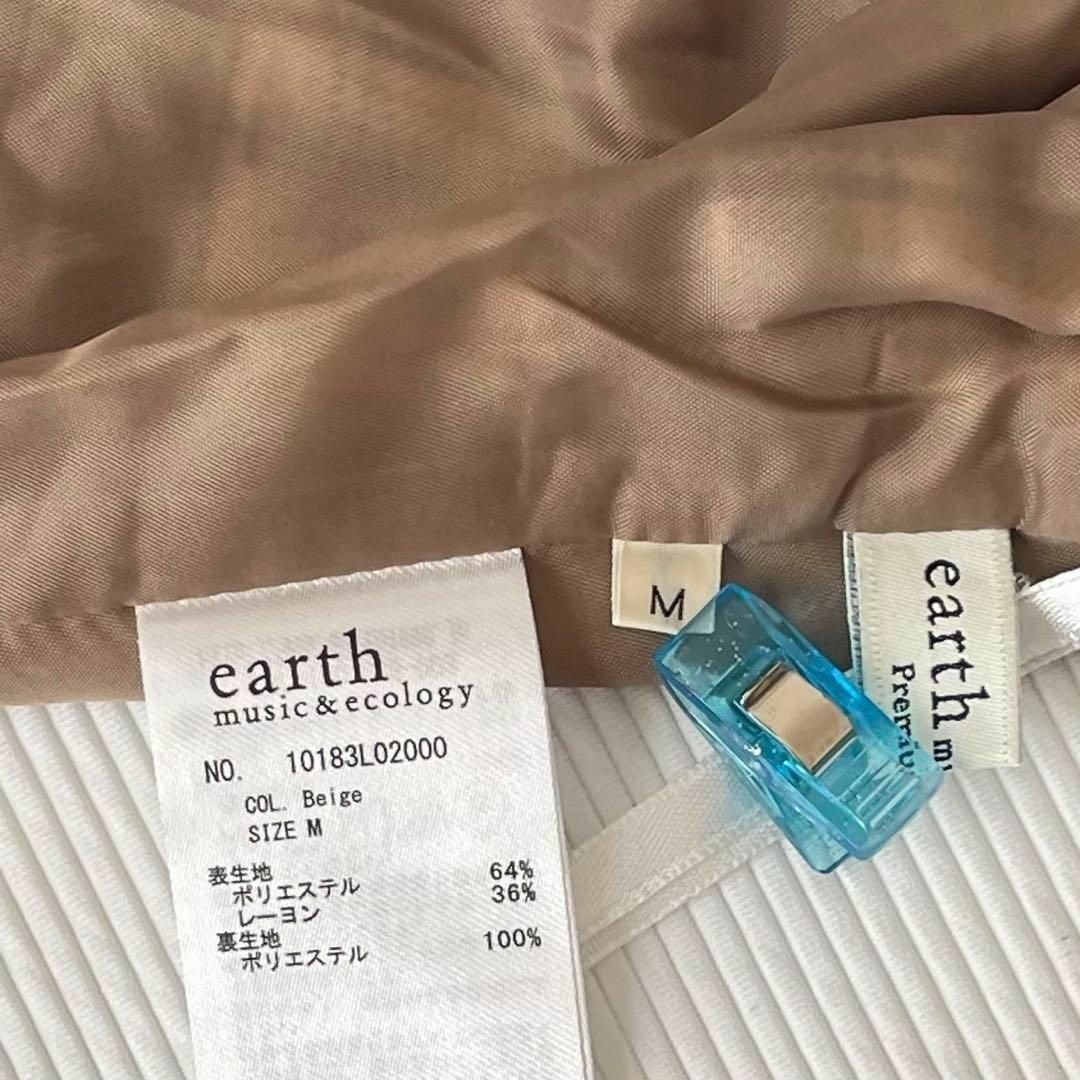 earth
music&ecology
NO. 10183L02000
COL. Beige
SIZE M
表生地
ポリエステル 64%
レーヨン 36%
裏生地
ポリエステル 100%
M
earth